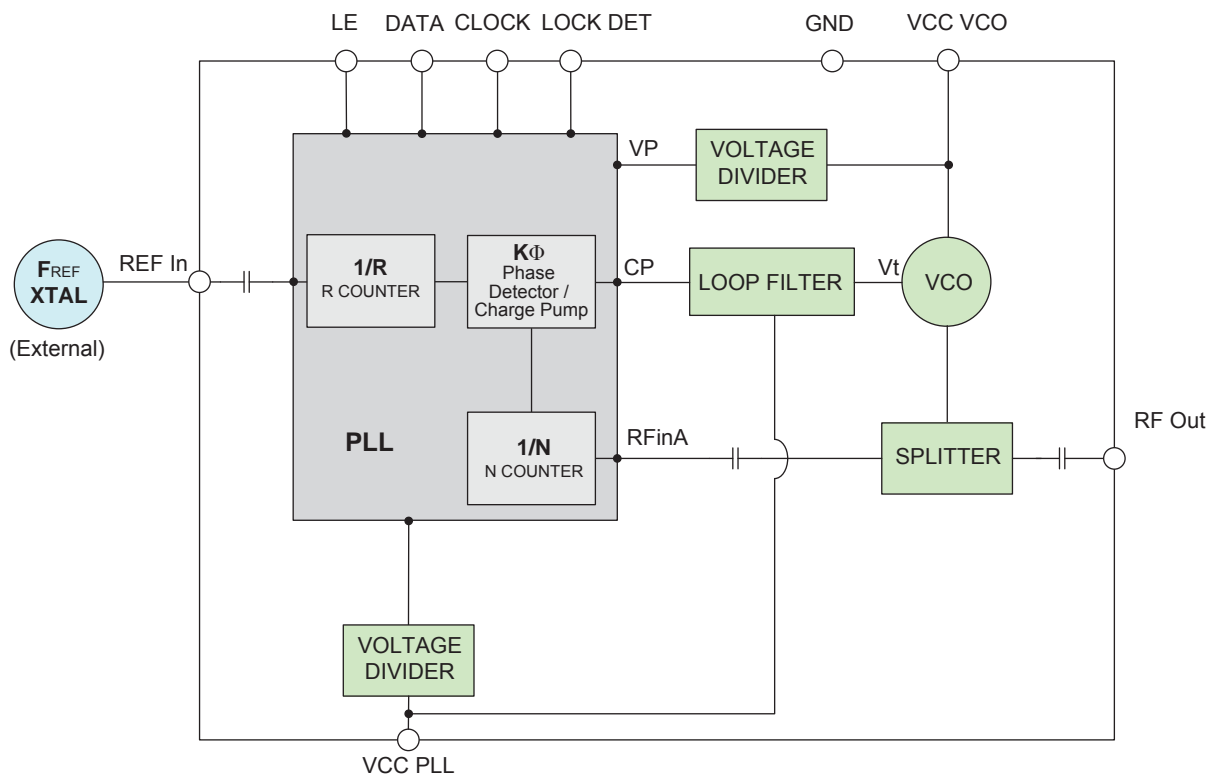 LE DATA CLOCK LOCK DET GND VCC VCO
VP
VOLTAGE
DIVIDER
FREF
XTAL
(External)
REF In
1/R
R COUNTER
KΦ
Phase
Detector /
Charge Pump
CP
LOOP FILTER
Vt
VCO
PLL
1/N
N COUNTER
RFinA
SPLITTER
RF Out
VOLTAGE
DIVIDER
VCC PLL